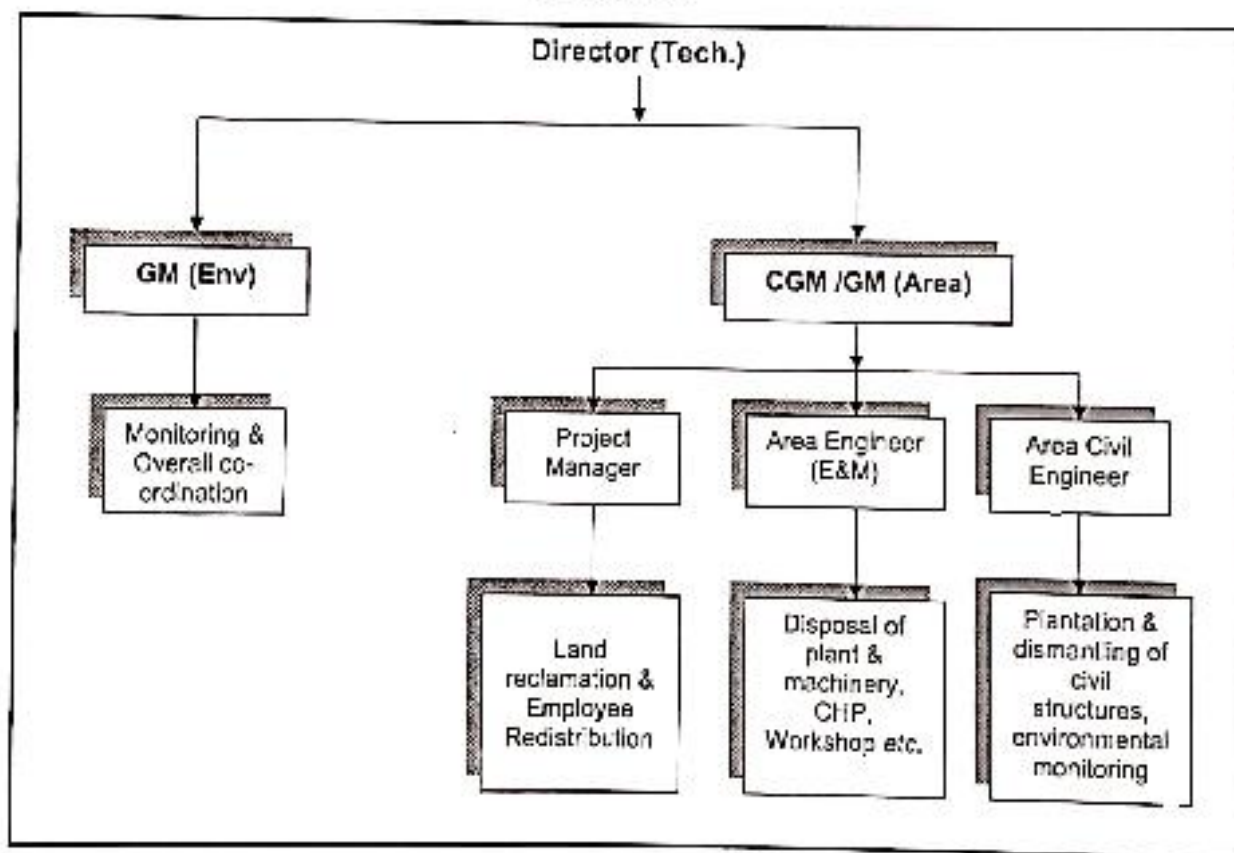 Director (Tech.)
GM (Env)
CGM /GM (Area)
Monitoring &
Overall co-
ordination
Project
Manager
Area Engineer
(E&M)
Area Civil
Engineer
Land
reclamation &
Employee
Redistribution
Disposal of
plant &
machinery,
CHP,
Workshop etc.
Plantation &
dismantling of
civil
structures,
environmental
monitoring